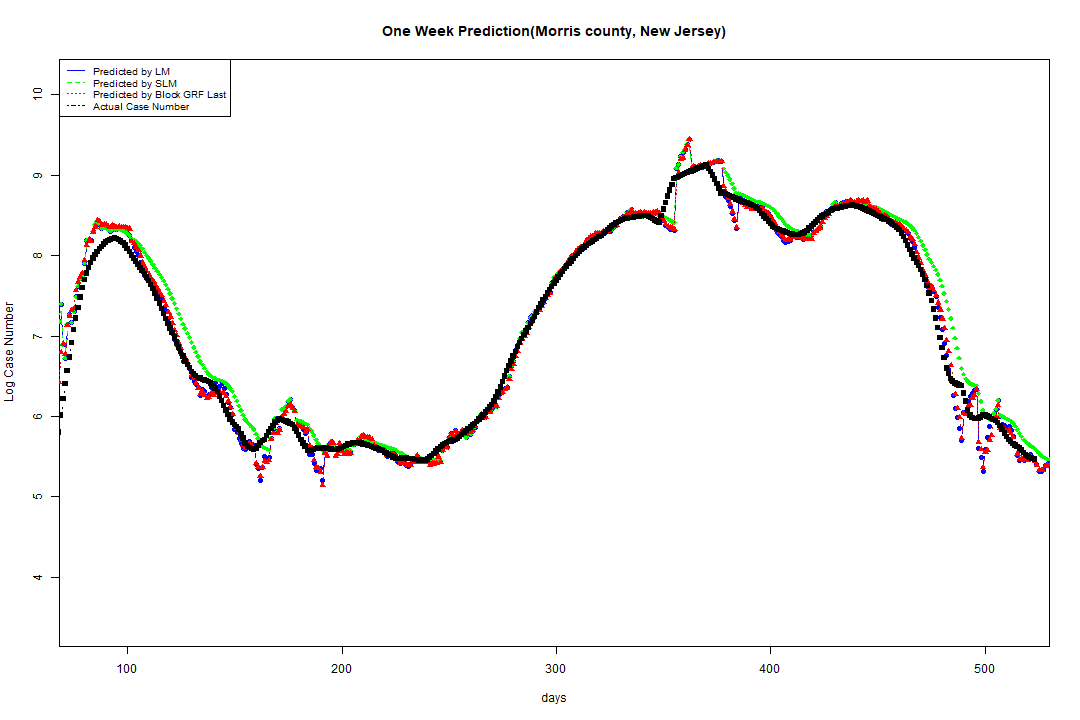 One Week Prediction(Morris county, New Jersey)
Predicted by LM
Predicted by SLM
Predicted by Block GRF Last
Actual Case Number
10
9
8
7
6
5
4
Log Case Number
100 200 300 400 500
days